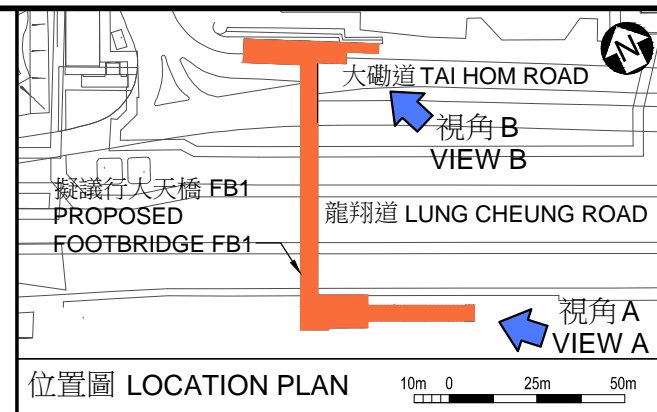 N
大磡道 TAI HOM ROAD
視角 B
VIEW B
擬議行人天橋 FB1
PROPOSED
FOOTBRIDGE FB1
龍翔道 LUNG CHEUNG ROAD
視角 A
VIEW A
位置圖 LOCATION PLAN
10m 0 25m 50m